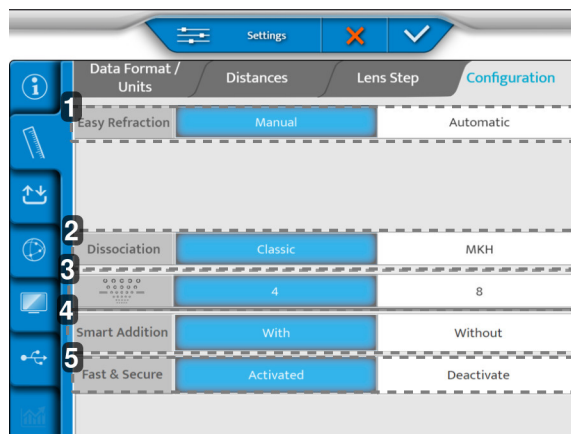 Settings
Data Format /
Units
Distances
Lens Step
Configuration
1
Easy Refraction
Manual
Automatic
2
Dissociation
Classic
MKH
3
4
8
4
Smart Addition
With
Without
5
Fast & Secure
Activated
Deactivate